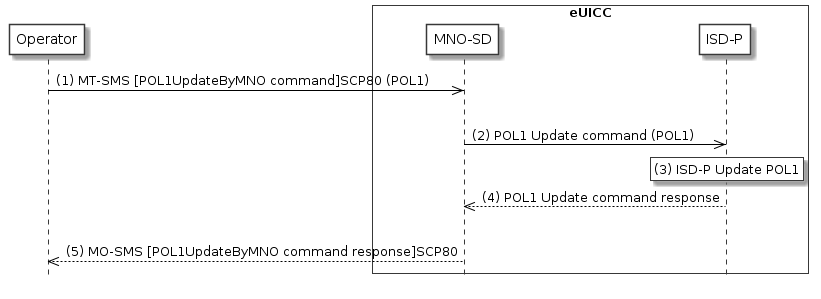 eUICC
Operator
MNO-SD
ISD-P
(1) MT-SMS [POL1UpdateByMNO command]SCP80 (POL1)
(2) POL1 Update command (POL1)
(3) ISD-P Update POL1
(4) POL1 Update command response
(5) MO-SMS [POL1UpdateByMNO command response]SCP80